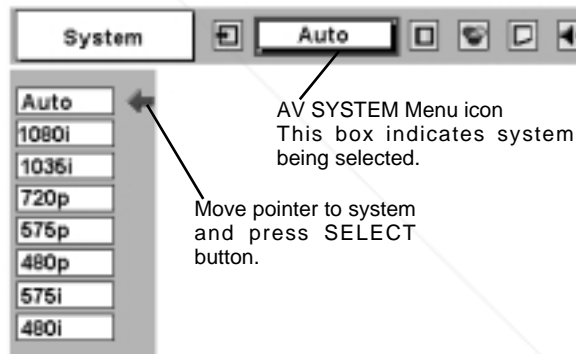 System
Auto
AV SYSTEM Menu icon
This box indicates system
being selected.
Move pointer to system
and press SELECT
button.
Auto
1080i
1035i
720p
575p
480p
575i
480i